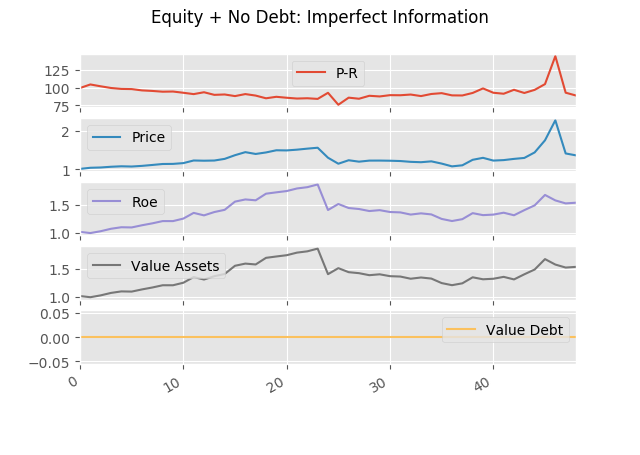 Equity + No Debt: Imperfect Information
125
100
75
P-R
2
1
Price
1.5
1.0
Roe
1.5
1.0
Value Assets
0.05
0.00
−0.05
Value Debt
0 10 20 30 40